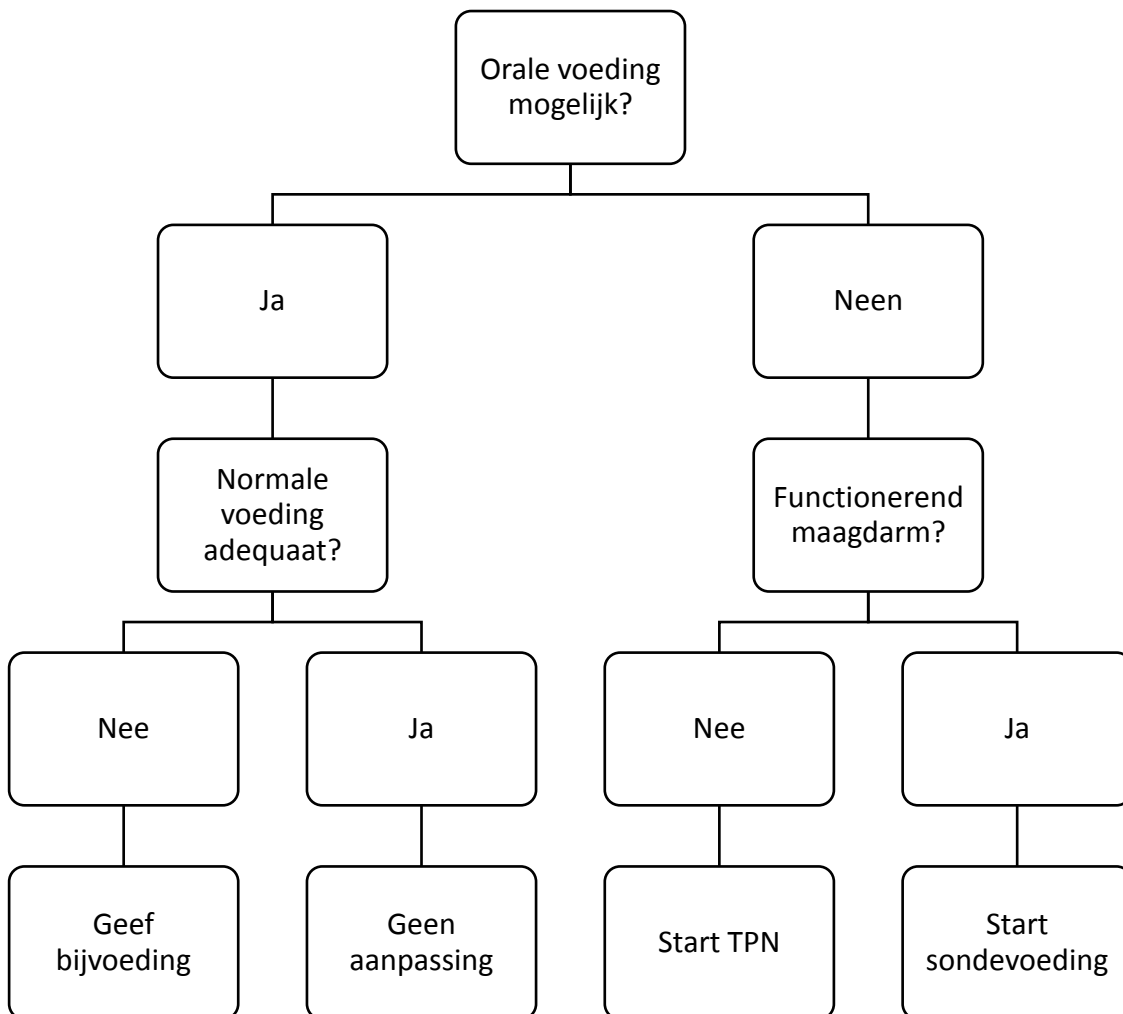 Orale voeding
mogelijk?
Ja
Neen
Normale
voeding
adequaat?
Functionerend
maagdarm?
Nee
Ja
Nee
Ja
Geef
bijvoeding
Geen
aanpassing
Start TPN
Start
sondevoeding